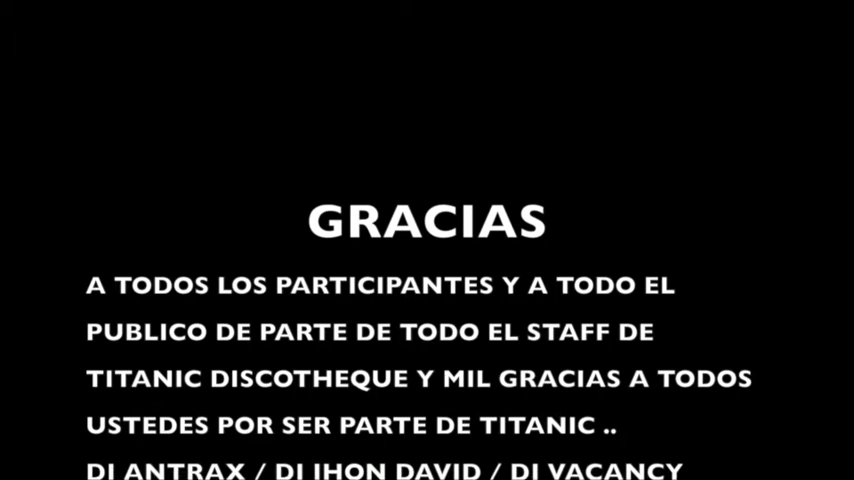 GRACIAS
A TODOS LOS PARTICIPANTES Y A TODO EL
PUBLICO DE PARTE DE TODO EL STAFF DE
TITANIC DISCOTHEQUE Y MIL GRACIAS A TODOS
USTEDES POR SER PARTE DE TITANIC ..
DJ ANTRAX / DJ JHON DAVID / DJ VACANCY